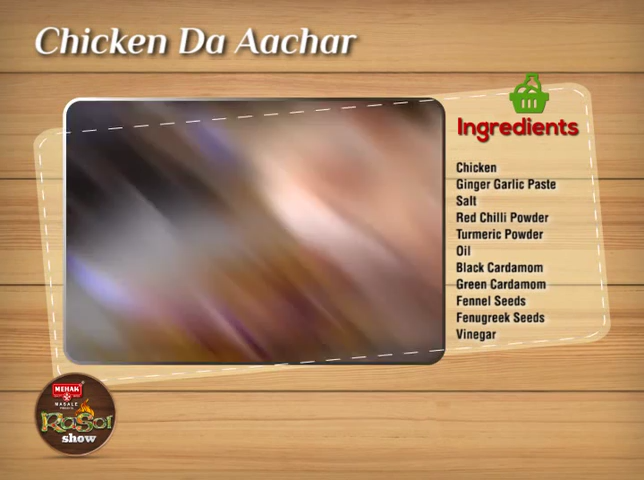 Chicken Da Aachar
Ingredients
Chicken
Ginger Garlic Paste
Salt
Red Chilli Powder
Turmeric Powder
Oil
Black Cardamom
Green Cardamom
Fennel Seeds
Fenugreek Seeds
Vinegar
MEHAK
MASALE
RaSoi
show